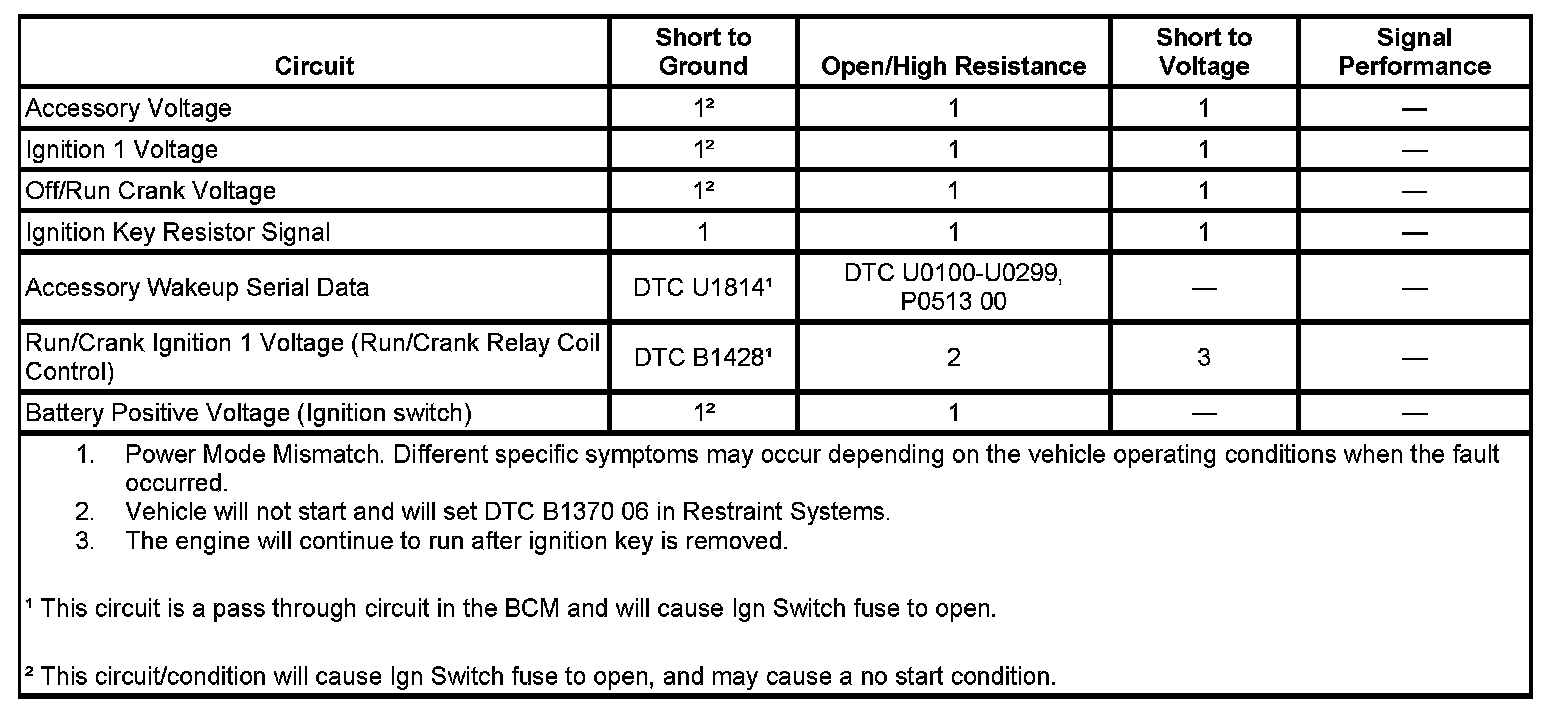 Circuit Short to Ground Open/High Resistance Short to Voltage Signal Performance
Accessory Voltage 1² 1 1 —
Ignition 1 Voltage 1² 1 1 —
Off/Run Crank Voltage 1² 1 1 —
Ignition Key Resistor Signal 1 1 1 —
Accessory Wakeup Serial Data DTC U1814¹ DTC U0100-U0299, P0513 00 — —
Run/Crank Ignition 1 Voltage (Run/Crank Relay Coil Control) DTC B1428¹ 2 3 —
Battery Positive Voltage (Ignition switch) 1² 1 — —
1. Power Mode Mismatch. Different specific symptoms may occur depending on the vehicle operating conditions when the fault
occurred.
2. Vehicle will not start and will set DTC B1370 06 in Restraint Systems.
3. The engine will continue to run after ignition key is removed.
¹ This circuit is a pass through circuit in the BCM and will cause Ign Switch fuse to open.
² This circuit/condition will cause Ign Switch fuse to open, and may cause a no start condition.